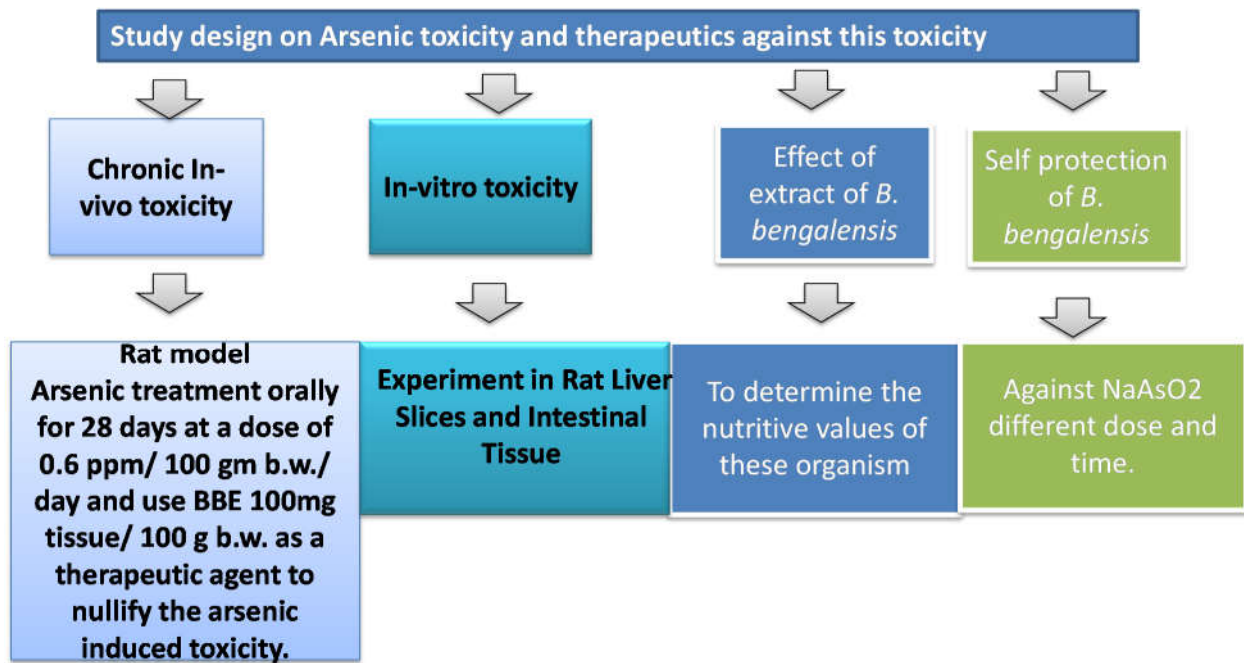 Study design on Arsenic toxicity and therapeutics against this toxicity
Chronic In-
vivo toxicity
In-vitro toxicity
Effect of
extract of B.
bengalensis
Self protection
of B.
bengalensis
Rat model
Arsenic treatment orally
for 28 days at a dose of
0.6 ppm/ 100 gm b.w./
day and use BBE 100mg
tissue/ 100 g b.w. as a
therapeutic agent to
nullify the arsenic
induced toxicity.
Experiment in Rat Liver
Slices and Intestinal
Tissue
To determine the
nutritive values of
these organism
Against NaAsO2
different dose and
time.